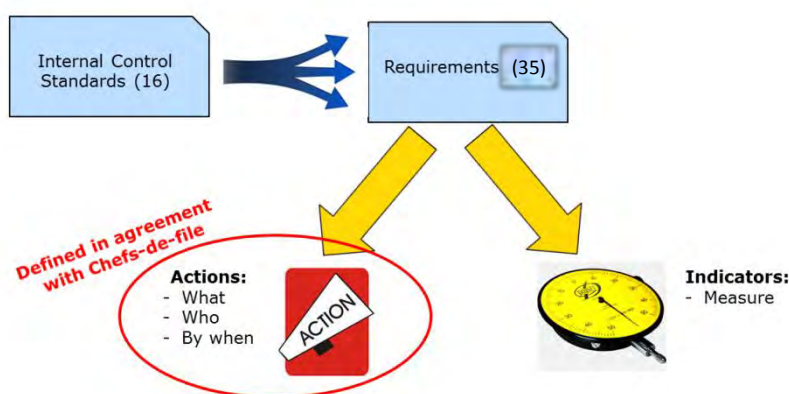 Internal Control
Standards (16)
Requirements (35)
Defined in agreement
with Chefs-de-file
Actions:
- What
- Who
- By when
ACTION
Indicators:
- Measure